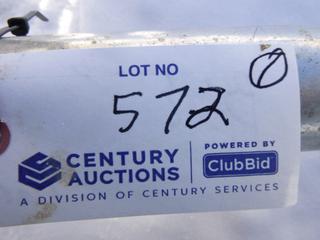 LOT NO
572
CENTURY AUCTIONS
POWERED BY
ClubBid
A DIVISION OF CENTURY SERVICES